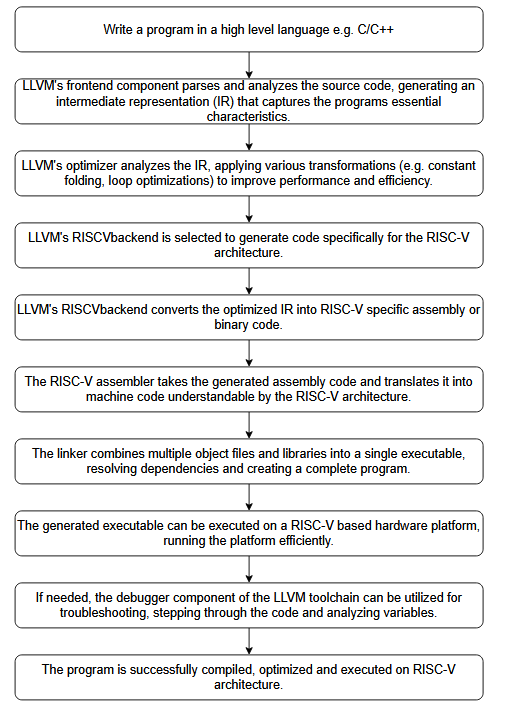 Write a program in a high level language e.g. C/C++
LLVM's frontend component parses and analyzes the source code, generating an
intermediate representation (IR) that captures the programs essential
characteristics.
LLVM's optimizer analyzes the IR, applying various transformations (e.g. constant
folding, loop optimizations) to improve performance and efficiency.
LLVM's RISCVbackend is selected to generate code specifically for the RISC-V
architecture.
LLVM's RISCVbackend converts the optimized IR into RISC-V specific assembly or
binary code.
The RISC-V assembler takes the generated assembly code and translates it into
machine code understandable by the RISC-V architecture.
The linker combines multiple object files and libraries into a single executable,
resolving dependencies and creating a complete program.
The generated executable can be executed on a RISC-V based hardware platform,
running the platform efficiently.
If needed, the debugger component of the LLVM toolchain can be utilized for
troubleshooting, stepping through the code and analyzing variables.
The program is successfully compiled, optimized and executed on RISC-V
architecture.